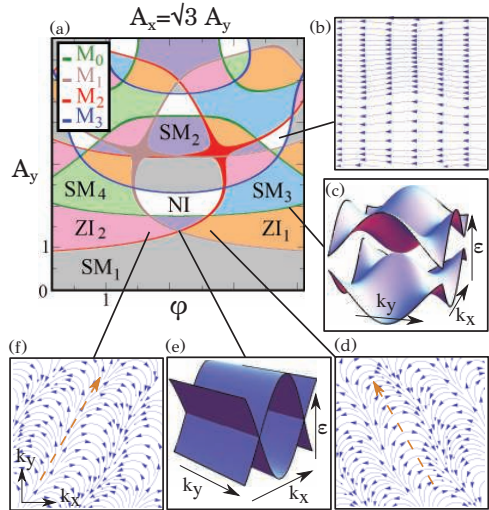 A_x=√3 A_y
(a)
M_0
M_1
M_2
M_3
SM_2
SM_4
SM_3
NI
ZI_2
ZI_1
SM_1
A_y
1
0
1
φ
(b)
(c)
ε
k_y
k_x
(f)
k_y
k_x
(e)
ε
k_y
k_x
(d)